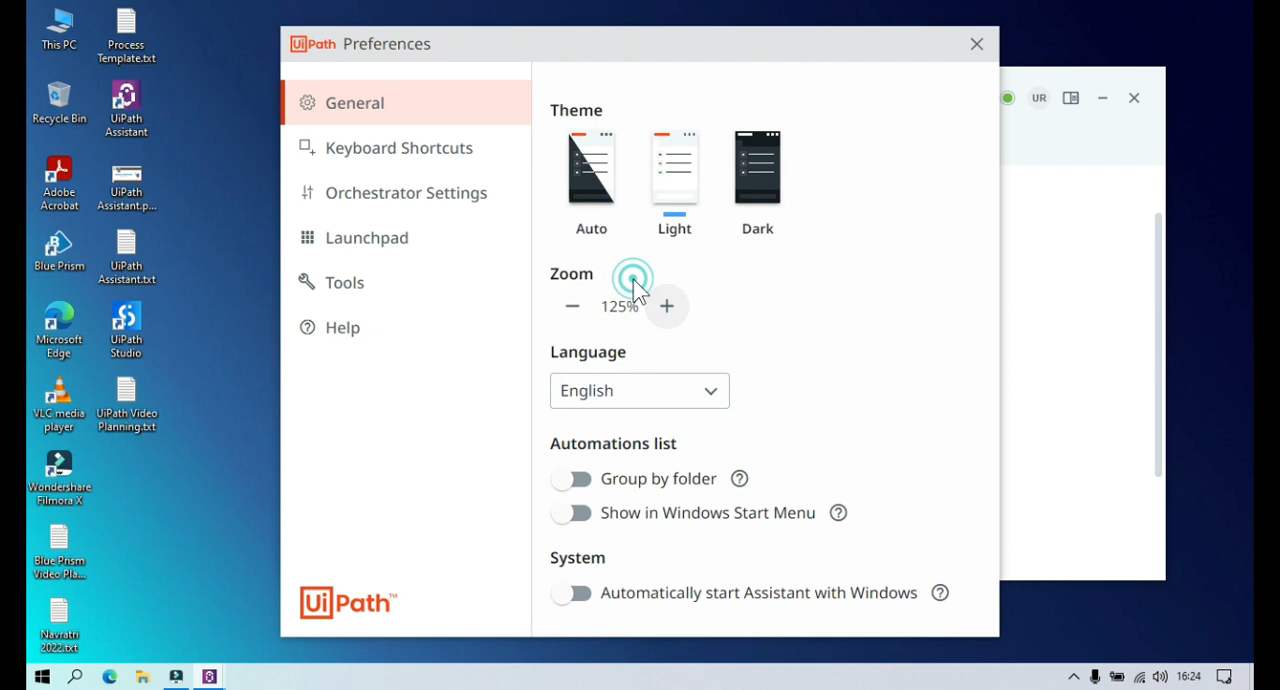 This PC
Process
Template.txt
Recycle Bin
UiPath
Assistant
Adobe
Acrobat
UiPath
Assistant.p...
Blue Prism
UiPath
Assistant.txt
Microsoft
Edge
UiPath
Studio
VLC media
player
UiPath Video
Planning.txt
Wondershare
Filmora X
Blue Prism
Video Pla...
Navratri
2022.txt
UiPath Preferences
General
Keyboard Shortcuts
Orchestrator Settings
Launchpad
Tools
Help
UiPath™
Theme
Auto
Light
Dark
Zoom
− 125% +
Language
English
Automations list
Group by folder
Show in Windows Start Menu
System
Automatically start Assistant with Windows
UR
16:24